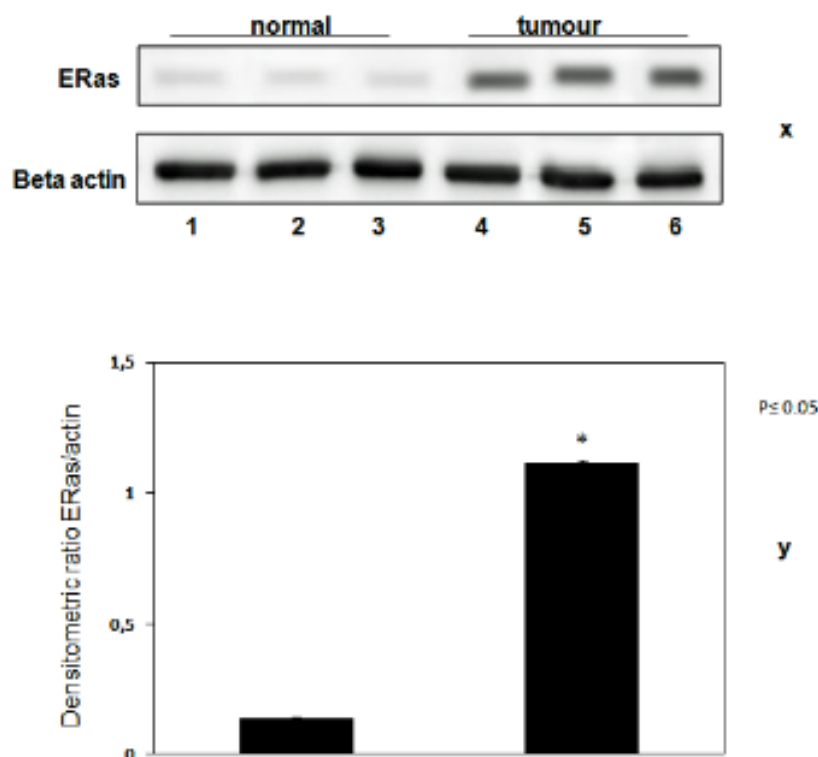 normal tumour
ERas
x
Beta actin
1 2 3 4 5 6
1,5
P≤ 0.05
*
1
y
0,5
0
Densitometric ratio ERas/actin